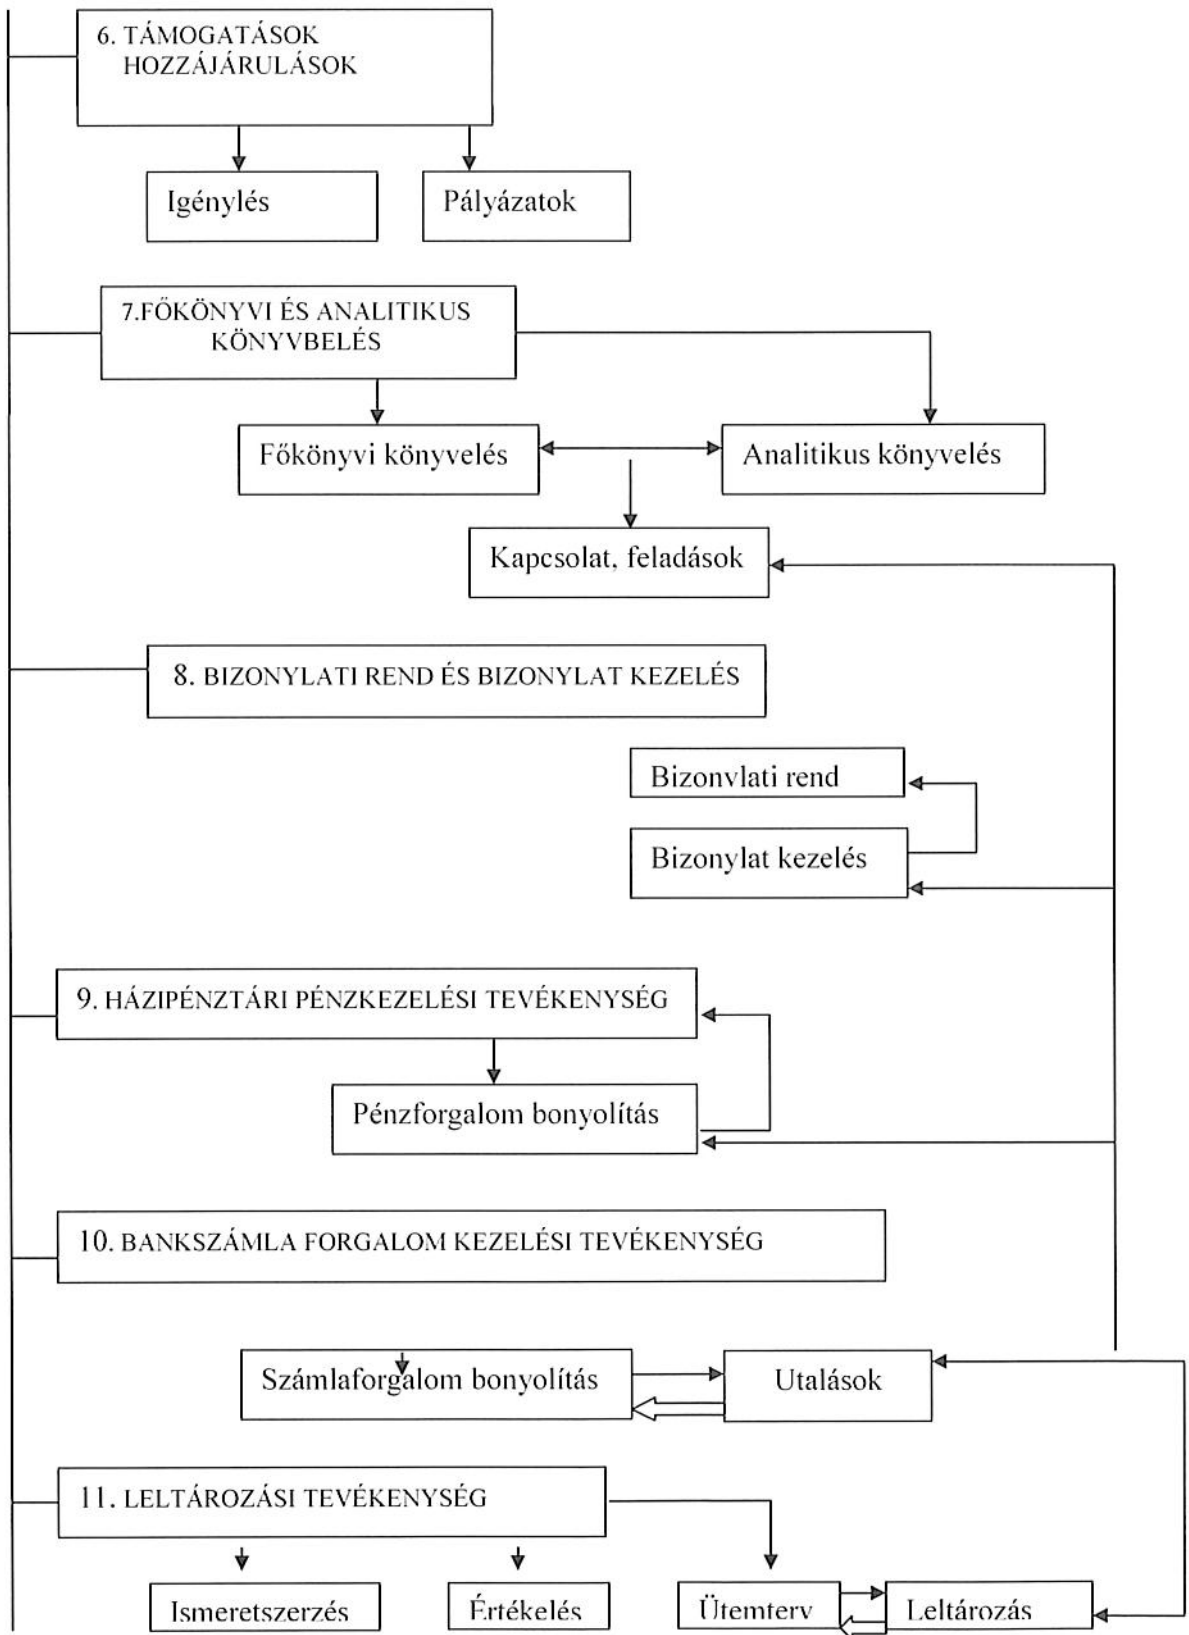 6. TÁMOGATÁSOK
HOZZÁJÁRULÁSOK
Igénylés
Pályázatok
7.FŐKÖNYVI ÉS ANALITIKUS
KÖNYVBELÉS
Főkönyvi könyvelés
Analitikus könyvelés
Kapcsolat, feladások
8. BIZONYLATI REND ÉS BIZONYLAT KEZELÉS
Bizonylati rend
Bizonylat kezelés
9. HÁZIPÉNZTÁRI PÉNZKEZELÉSI TEVÉKENYSÉG
Pénzforgalom bonyolítás
10. BANKSZÁMLA FORGALOM KEZELÉSI TEVÉKENYSÉG
Számlaforgalom bonyolítás
Utalások
11. LELTÁROZÁSI TEVÉKENYSÉG
Ismeretszerzés
Értékelés
Ütemterv
Leltározás